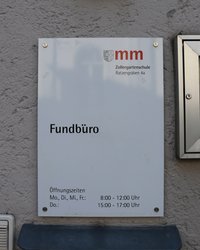 mm
Zollergartenschule
Ratzengraben 4a
Fundbüro
Öffnungszeiten
Mo, Di, Mi, Fr.: 8:00 - 12:00 Uhr
Do.: 15:00 - 17:00 Uhr